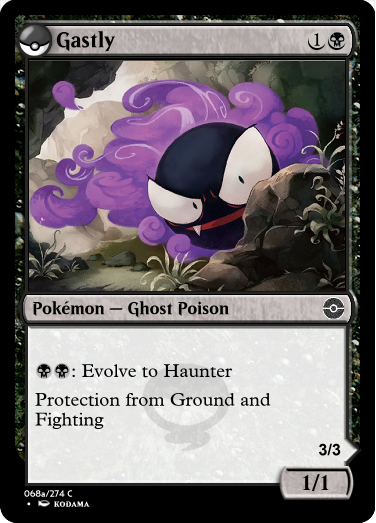 Gastly 1
Pokémon — Ghost Poison
: Evolve to Haunter
Protection from Ground and
Fighting
3/3
1/1
068a/274 C
• KODAMA